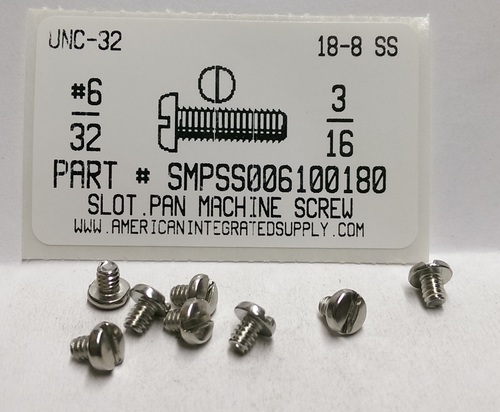 UNC-32 18-8 SS
#6 3
32 16
PART # SMPSS006100180
SLOT.PAN MACHINE SCREW
WWW.AMERICANINTEGRATEDSUPPLY.COM